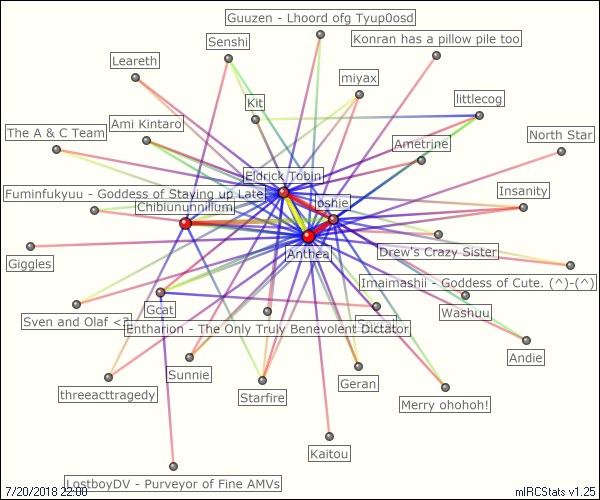 Guuzen - Lhoord ofg Tyup0osd
Senshi
Konran has a pillow pile too
Leareth
miyax
Kit
littlecog
Ami Kintaro
The A & C Team
Ametrine
North Star
Eldrick Tobin
Fuminfukyuu - Goddess of Staying up Late
Insanity
oshie
Chibiunuhnnilum
Anthea
Drew's Crazy Sister
Giggles
Imaimashii - Goddess of Cute. (^)-(^)
Gcat
Washuu
Sven and Olaf <2
Entharion - The Only Truly Benevolent Dictator
Andie
Sunnie
Geran
threeacttragedy
Starfire
Merry ohohoh!
Kaitou
LostboyDV - Purveyor of Fine AMVs
7/20/2018 22:00
mIRCStats v1.25